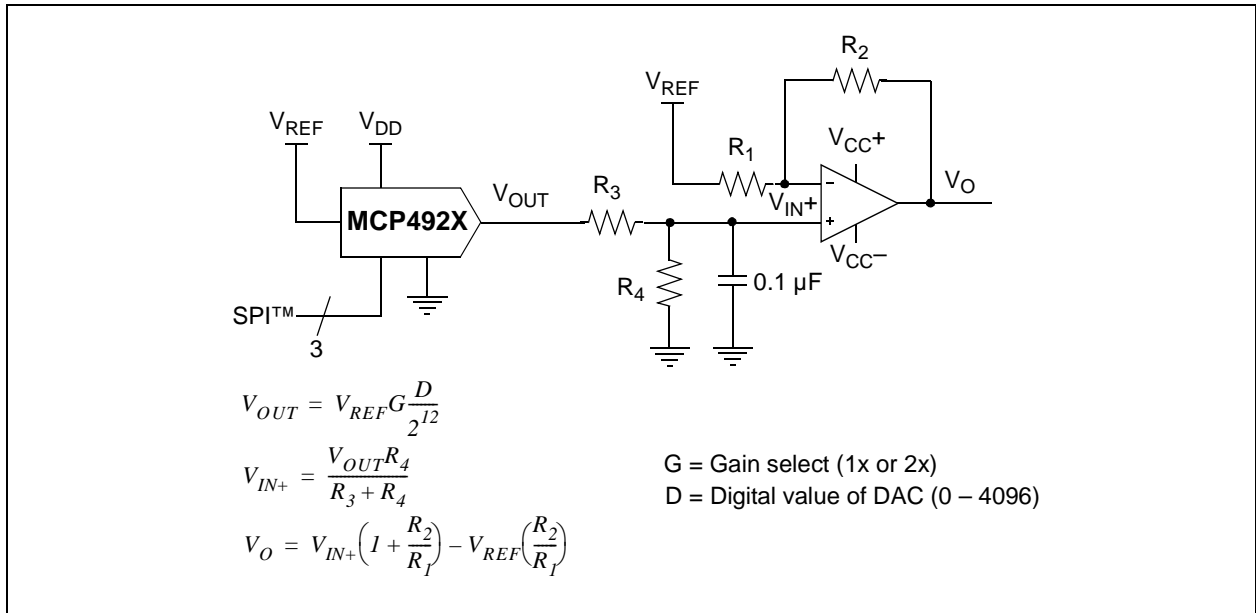 R2
VREF
VREF
VDD
R1
VCC+
VO
VOUT
R3
VIN+
–
+
MCP492X
VCC–
R4
0.1 µF
SPI™
3
VOUT = VREF G D/2^12
VIN+ = VOUT R4/(R3 + R4)
G = Gain select (1x or 2x)
D = Digital value of DAC (0 – 4096)
VO = VIN+(1 + R2/R1) – VREF(R2/R1)